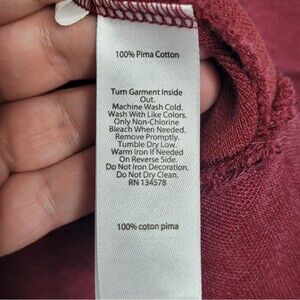 100% Pima Cotton
Turn Garment Inside
Out.
Machine Wash Cold.
Wash With Like Colors.
Only Non-Chlorine
Bleach When Needed.
Remove Promptly.
Tumble Dry Low.
Warm Iron If Needed
On Reverse Side.
Do Not Iron Decoration.
Do Not Dry Clean.
RN 134578
100% coton pima